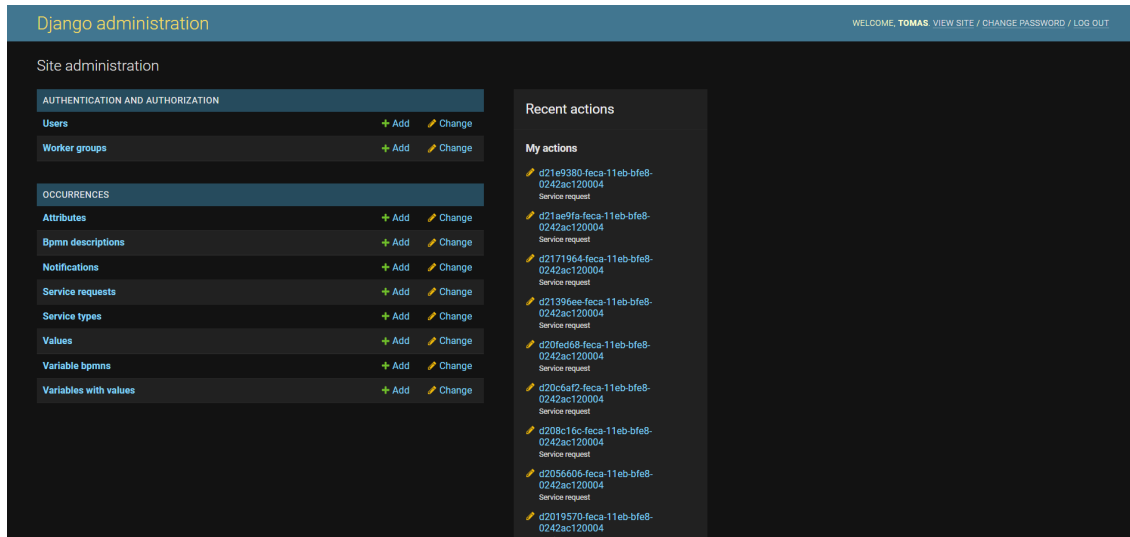 Django administration
WELCOME, TOMAS. VIEW SITE / CHANGE PASSWORD / LOG OUT
Site administration
AUTHENTICATION AND AUTHORIZATION
Users Add Change
Worker groups Add Change
OCCURRENCES
Attributes Add Change
Bpmn descriptions Add Change
Notifications Add Change
Service requests Add Change
Service types Add Change
Values Add Change
Variable bpmns Add Change
Variables with values Add Change
Recent actions
My actions
d21e9380-feca-11eb-bfe8-
0242ac120004
Service request
d21ae9fa-feca-11eb-bfe8-
0242ac120004
Service request
d2171964-feca-11eb-bfe8-
0242ac120004
Service request
d21396ee-feca-11eb-bfe8-
0242ac120004
Service request
d20fed68-feca-11eb-bfe8-
0242ac120004
Service request
d20c6af2-feca-11eb-bfe8-
0242ac120004
Service request
d208c16c-feca-11eb-bfe8-
0242ac120004
Service request
d2056606-feca-11eb-bfe8-
0242ac120004
Service request
d2019570-feca-11eb-bfe8-
0242ac120004